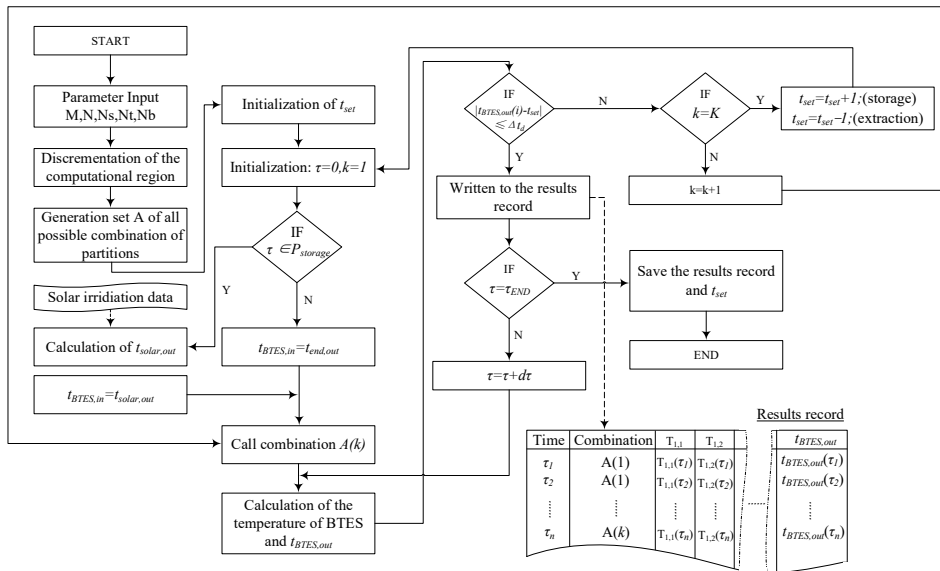 START
Parameter Input
M,N,Ns,Nt,Nb
Discrementation of the
computational region
Generation set A of all
possible combination of
partitions
Solar irridiation data
Calculation of t_solar,out
t_BTES,in=t_solar,out
Initialization of t_set
Initialization: τ=0,k=1
IF
τ ∈P_storage
Y
N
t_BTES,in=t_end,out
Call combination A(k)
Calculation of the
temperature of BTES
and t_BTES,out
IF
|t_BTES,out(i)-t_set|
≤ Δt_d
N
Y
Written to the results
record
IF
τ=τ_END
Y
N
τ=τ+dτ
IF
k=K
Y
N
t_set=t_set+1;(storage)
t_set=t_set−1;(extraction)
k=k+1
Save the results record
and t_set
END
Results record
Time Combination T_1,1 T_1,2 t_BTES,out
τ_1 A(1) T_1,1(τ_1) T_1,2(τ_1) t_BTES,out(τ_1)
τ_2 A(1) T_1,1(τ_2) T_1,2(τ_2) t_BTES,out(τ_2)
⋮ ⋮ ⋮ ⋮ ⋮
τ_n A(k) T_1,1(τ_n) T_1,2(τ_n) t_BTES,out(τ_n)